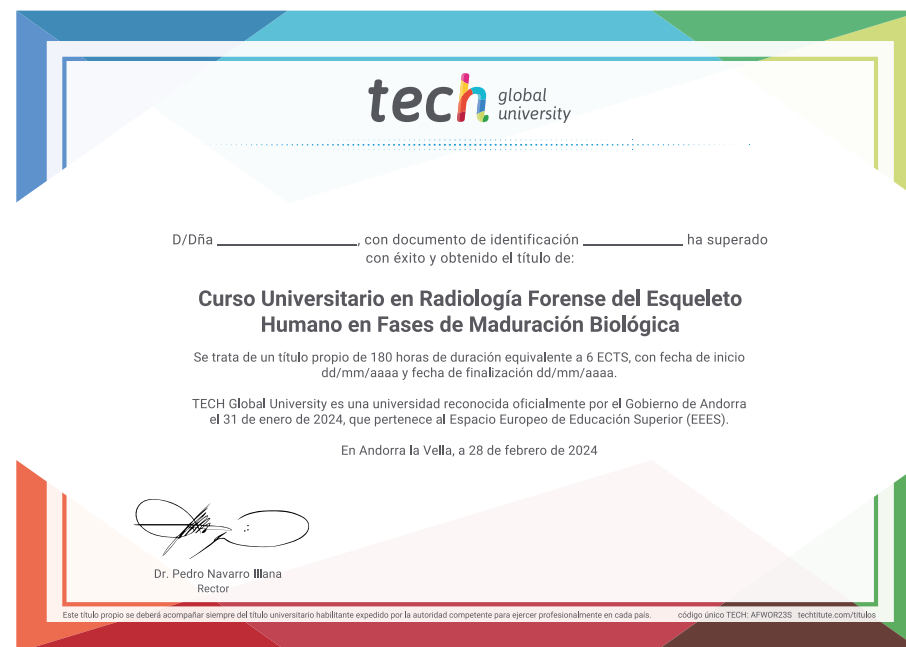 tech global university
D/Dña ____________________, con documento de identificación ______________ ha superado
con éxito y obtenido el título de:
Curso Universitario en Radiología Forense del Esqueleto
Humano en Fases de Maduración Biológica
Se trata de un título propio de 180 horas de duración equivalente a 6 ECTS, con fecha de inicio
dd/mm/aaaa y fecha de finalización dd/mm/aaaa.
TECH Global University es una universidad reconocida oficialmente por el Gobierno de Andorra
el 31 de enero de 2024, que pertenece al Espacio Europeo de Educación Superior (EEES).
En Andorra la Vella, a 28 de febrero de 2024
Dr. Pedro Navarro Illana
Rector
Este título propio se deberá acompañar siempre del título universitario habilitante expedido por la autoridad competente para ejercer profesionalmente en cada país. código único TECH: AFWOR23S techtitute.com/titulos